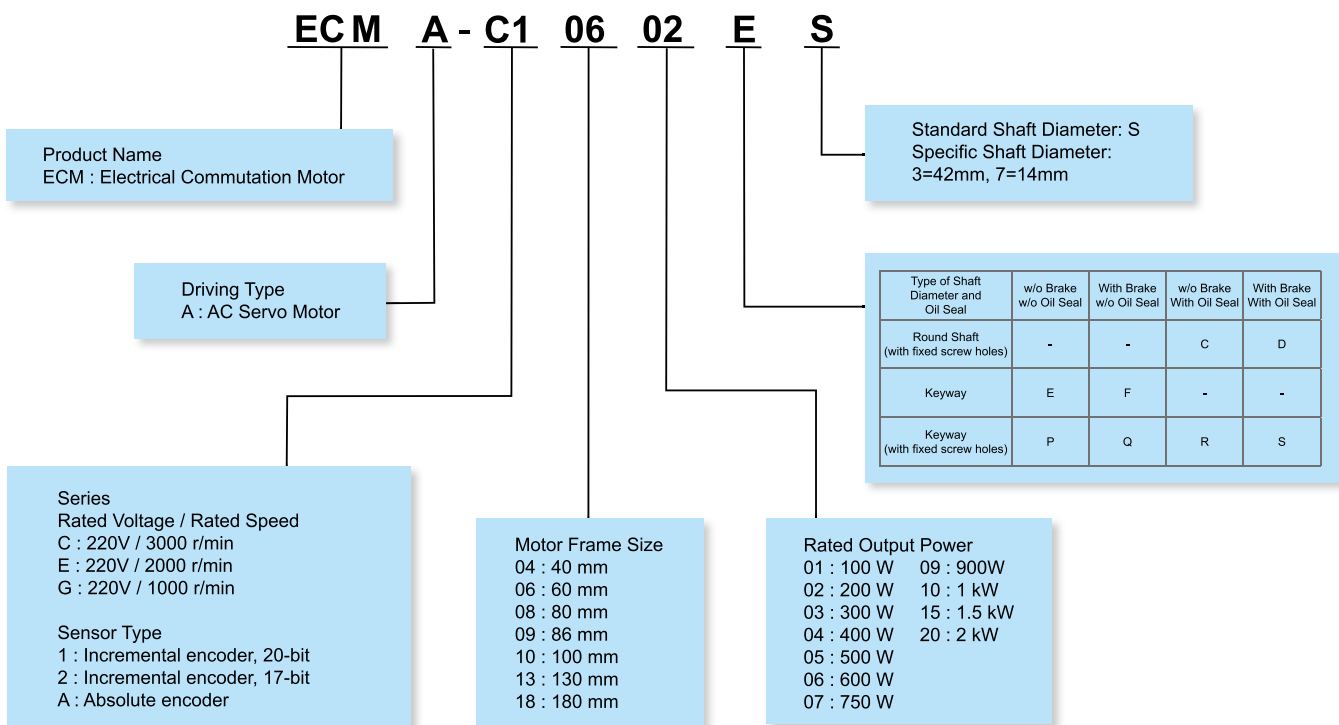 ECM A - C1 06 02 E S
Product Name
ECM : Electrical Commutation Motor
Driving Type
A : AC Servo Motor
Series
Rated Voltage / Rated Speed
C : 220V / 3000 r/min
E : 220V / 2000 r/min
G : 220V / 1000 r/min
Sensor Type
1 : Incremental encoder, 20-bit
2 : Incremental encoder, 17-bit
A : Absolute encoder
Motor Frame Size
04 : 40 mm
06 : 60 mm
08 : 80 mm
09 : 86 mm
10 : 100 mm
13 : 130 mm
18 : 180 mm
Rated Output Power
01 : 100 W 09 : 900W
02 : 200 W 10 : 1 kW
03 : 300 W 15 : 1.5 kW
04 : 400 W 20 : 2 kW
05 : 500 W
06 : 600 W
07 : 750 W
Standard Shaft Diameter: S
Specific Shaft Diameter:
3=42mm, 7=14mm
Type of Shaft
Diameter and
Oil Seal
w/o Brake
w/o Oil Seal
With Brake
w/o Oil Seal
w/o Brake
With Oil Seal
With Brake
With Oil Seal
Round Shaft
(with fixed screw holes)
- - C D
Keyway E F - -
Keyway
(with fixed screw holes)
P Q R S